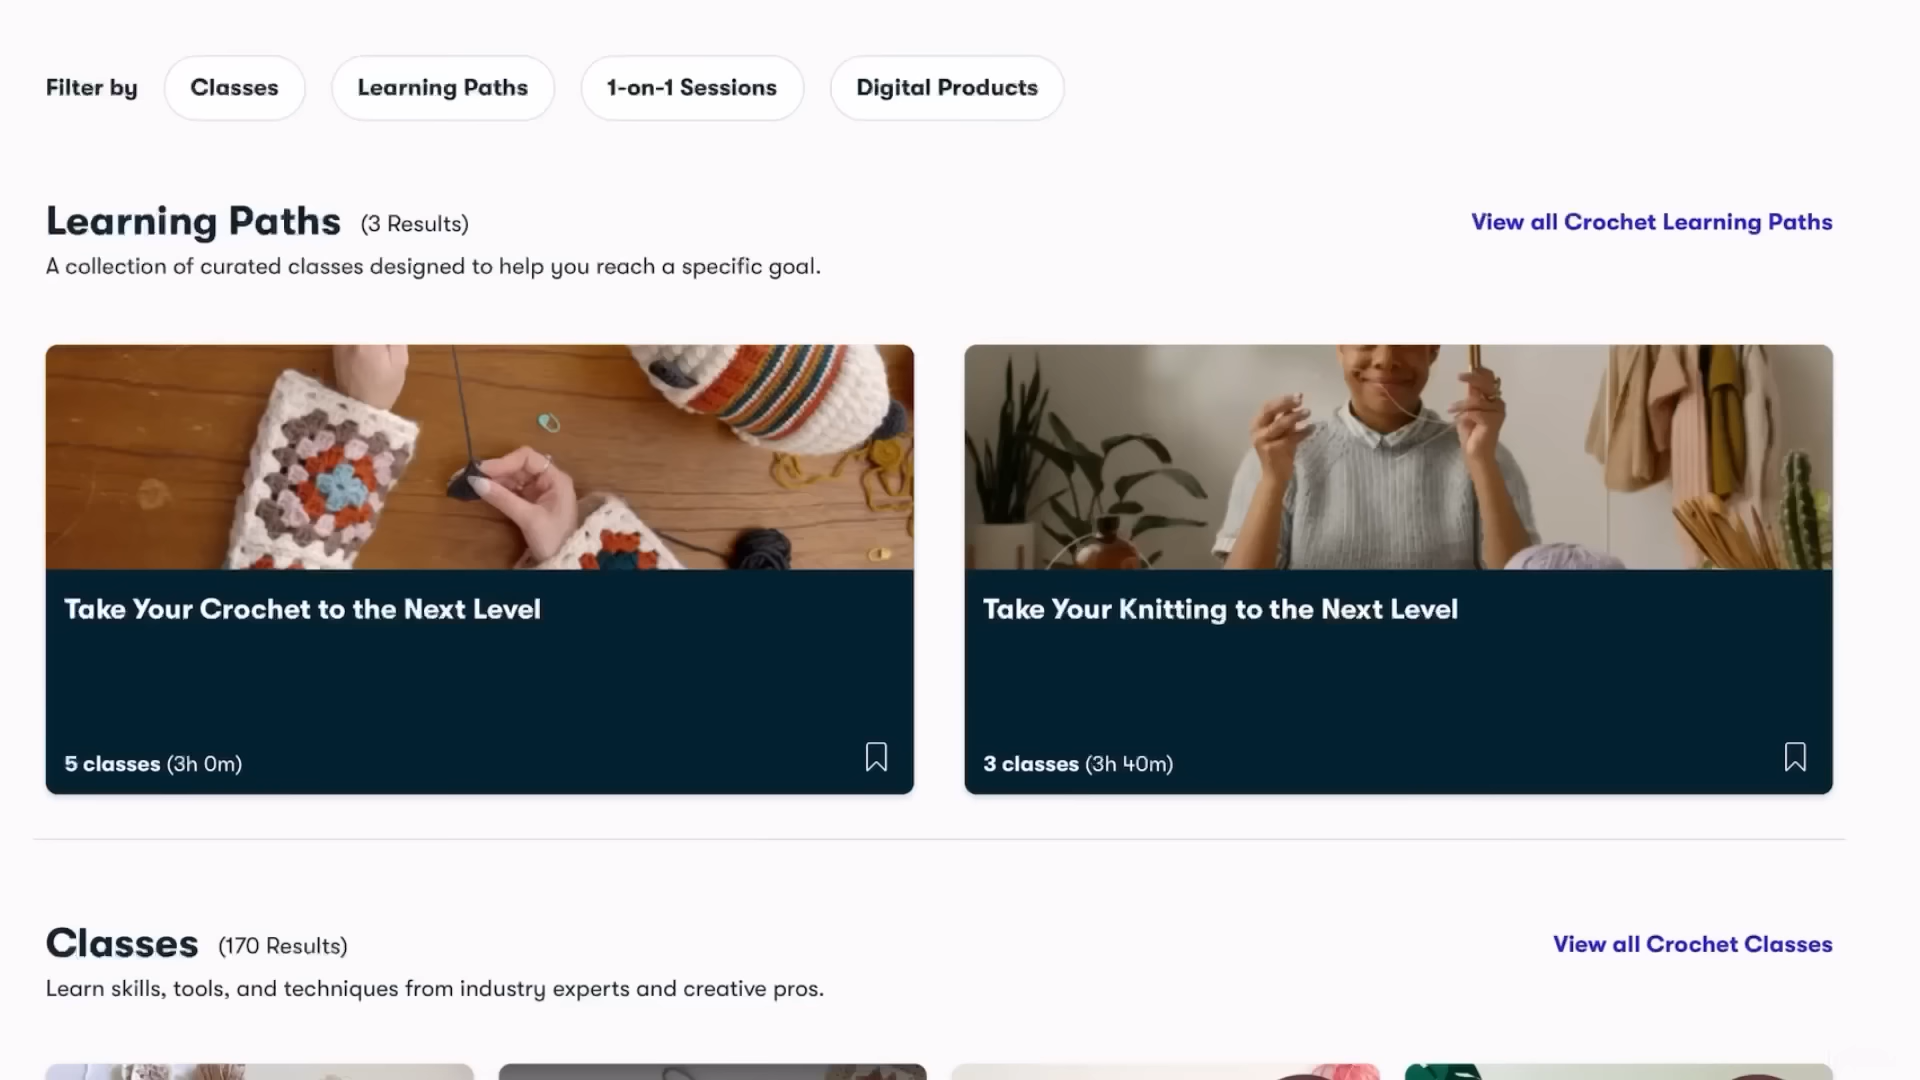 Filter by Classes Learning Paths 1-on-1 Sessions Digital Products
Learning Paths (3 Results) View all Crochet Learning Paths
A collection of curated classes designed to help you reach a specific goal.
Take Your Crochet to the Next Level
5 classes (3h 0m)
Take Your Knitting to the Next Level
3 classes (3h 40m)
Classes (170 Results) View all Crochet Classes
Learn skills, tools, and techniques from industry experts and creative pros.